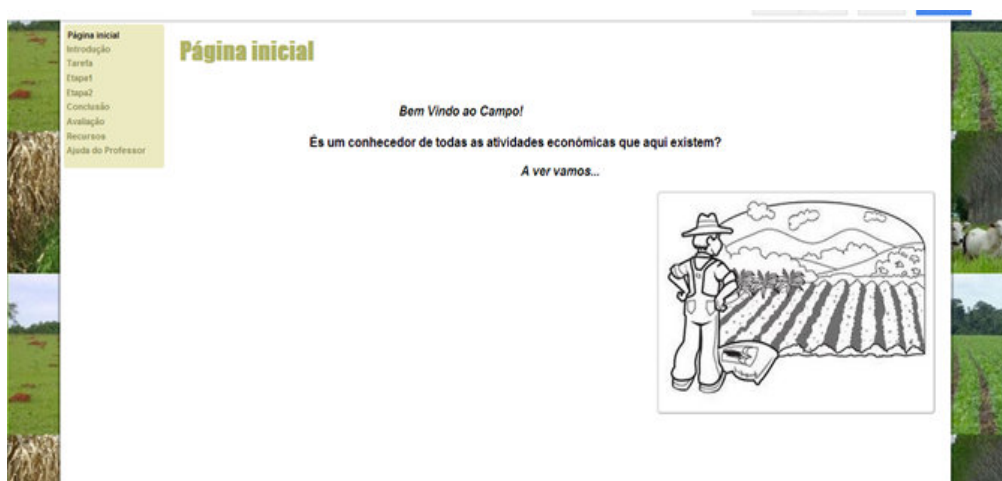 Página inicial
Introdução
Tarefa
Etapa1
Etapa2
Conclusão
Avaliação
Recursos
Ajuda do Professor
Página inicial
Bem Vindo ao Campo!
És um conhecedor de todas as atividades económicas que aqui existem?
A ver vamos...